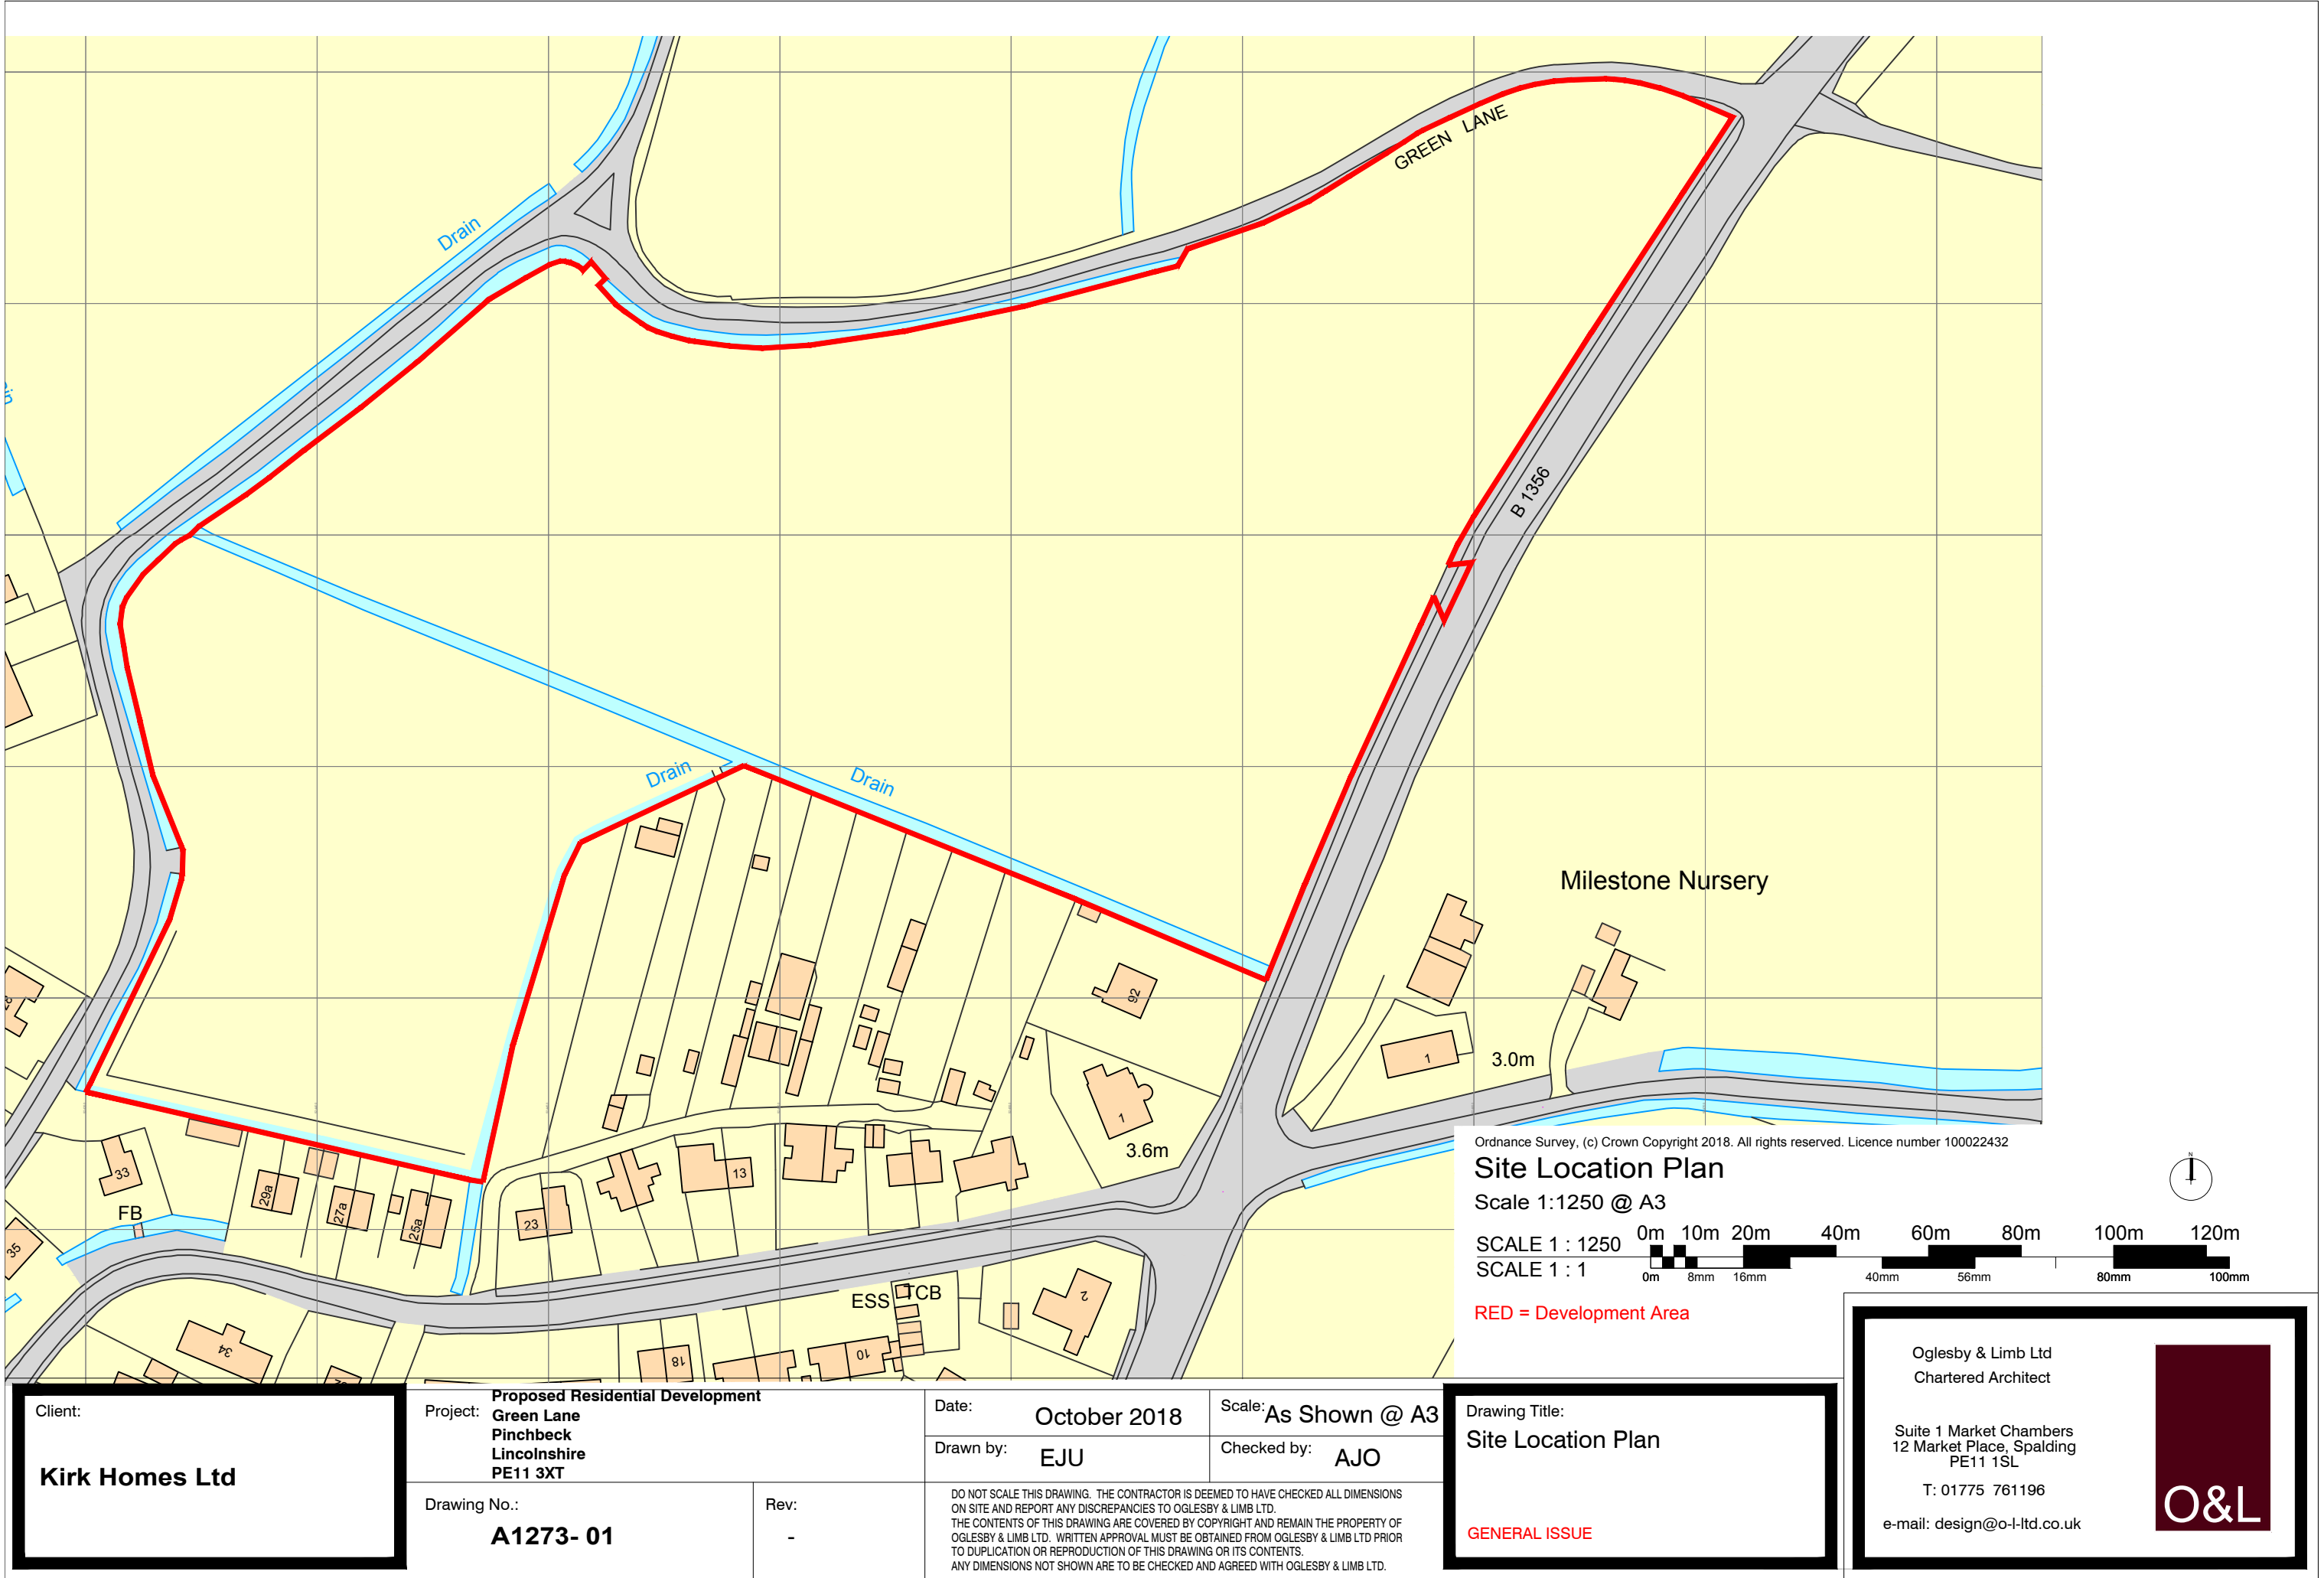 GREEN LANE
Drain
B 1356
Drain
Drain
Milestone Nursery
92
1
1
3.0m
3.6m
33
29a
27a
25a
23
13
FB
35
34
18
10
ESS
TCB
2
Ordnance Survey, (c) Crown Copyright 2018. All rights reserved. Licence number 100022432
Site Location Plan
Scale 1:1250 @ A3
N
0m 10m 20m 40m 60m 80m 100m 120m
SCALE 1 : 1250
SCALE 1 : 1
0m 8mm 16mm 40mm 56mm 80mm 100mm
RED = Development Area
Client:
Kirk Homes Ltd
Project: Proposed Residential Development
Green Lane
Pinchbeck
Lincolnshire
PE11 3XT
Drawing No.:
A1273- 01
Rev:
-
Date: October 2018
Scale: As Shown @ A3
Drawn by: EJU
Checked by: AJO
DO NOT SCALE THIS DRAWING. THE CONTRACTOR IS DEEMED TO HAVE CHECKED ALL DIMENSIONS
ON SITE AND REPORT ANY DISCREPANCIES TO OGLESBY & LIMB LTD.
THE CONTENTS OF THIS DRAWING ARE COVERED BY COPYRIGHT AND REMAIN THE PROPERTY OF
OGLESBY & LIMB LTD. WRITTEN APPROVAL MUST BE OBTAINED FROM OGLESBY & LIMB LTD PRIOR
TO DUPLICATION OR REPRODUCTION OF THIS DRAWING OR ITS CONTENTS.
ANY DIMENSIONS NOT SHOWN ARE TO BE CHECKED AND AGREED WITH OGLESBY & LIMB LTD.
Drawing Title:
Site Location Plan
GENERAL ISSUE
Oglesby & Limb Ltd
Chartered Architect
Suite 1 Market Chambers
12 Market Place, Spalding
PE11 1SL
T: 01775 761196
e-mail: design@o-l-ltd.co.uk
O&L